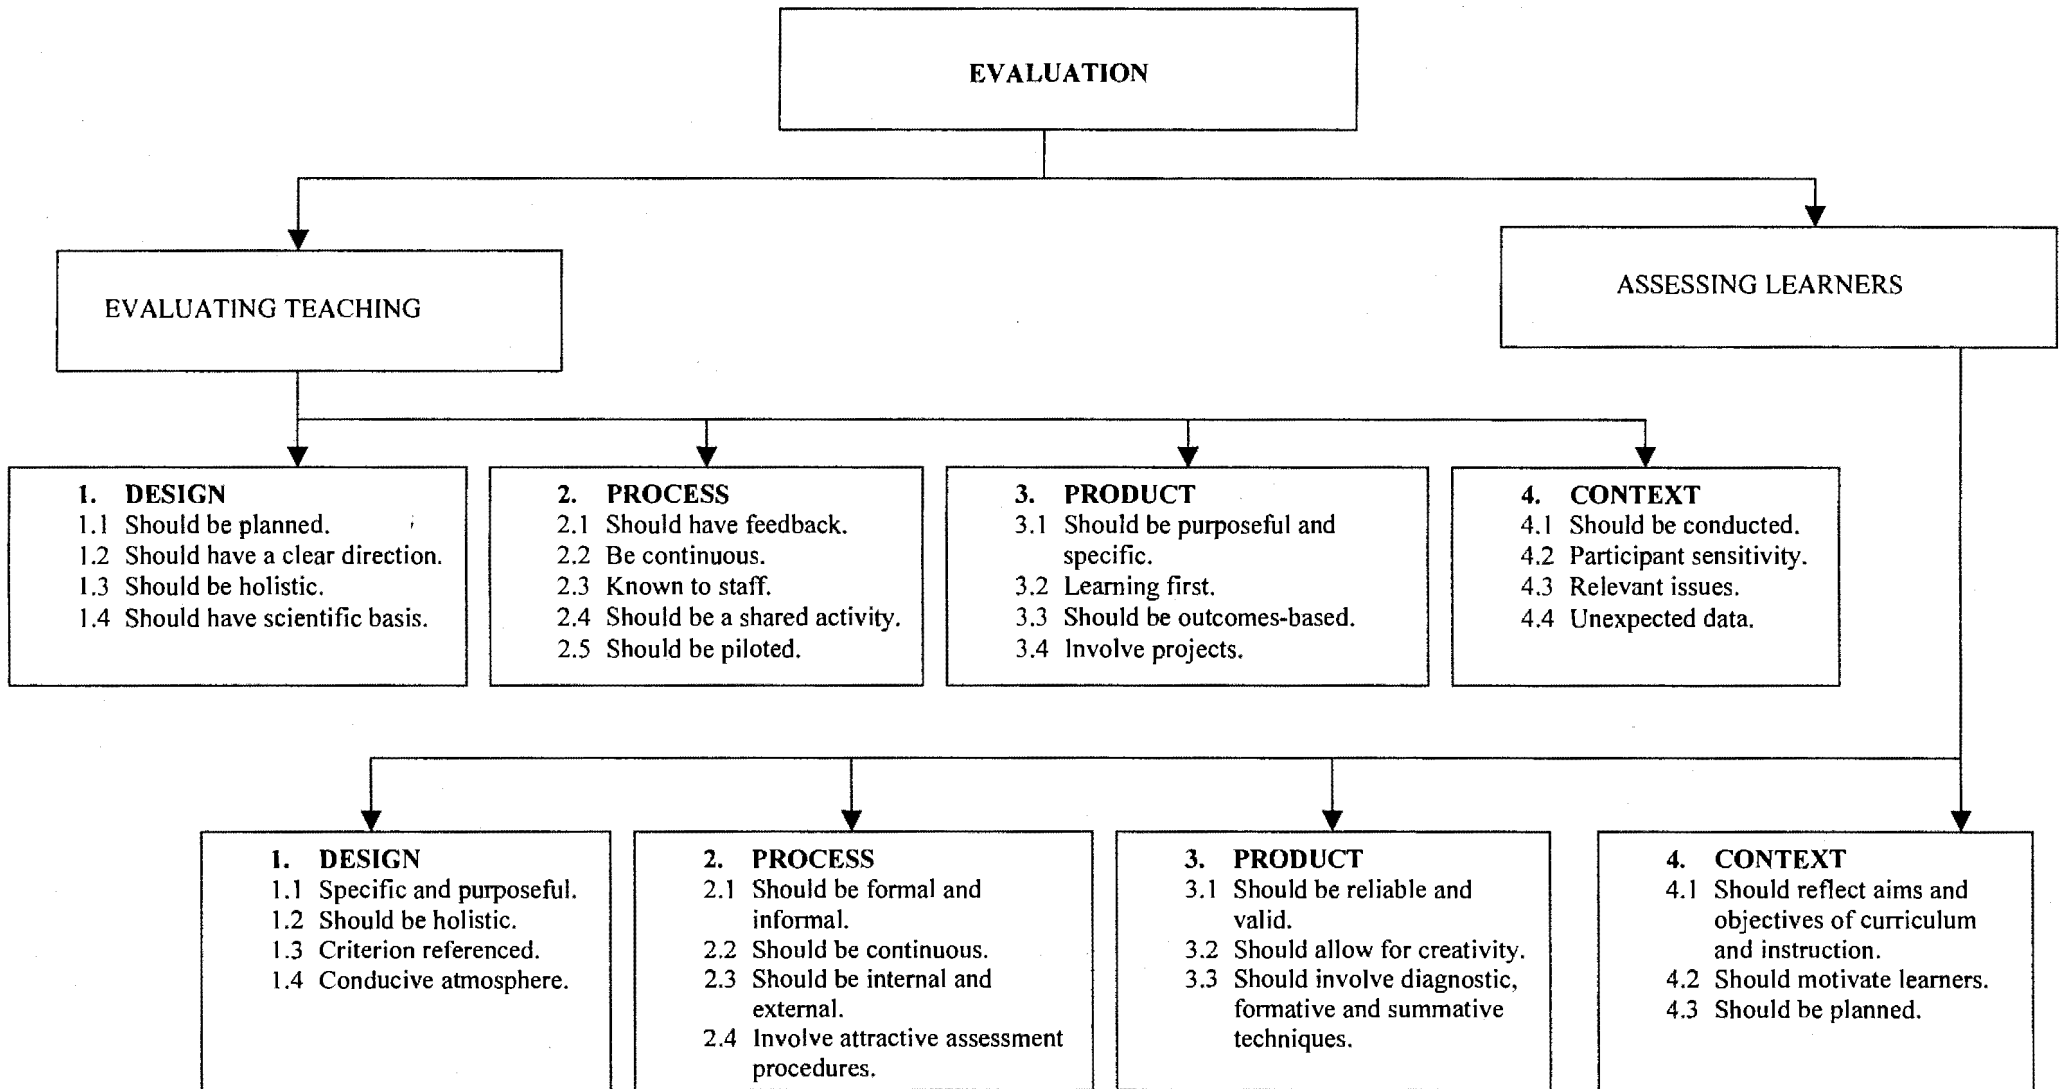 EVALUATION
EVALUATING TEACHING
ASSESSING LEARNERS
1. DESIGN
1.1 Should be planned.
1.2 Should have a clear direction.
1.3 Should be holistic.
1.4 Should have scientific basis.
2. PROCESS
2.1 Should have feedback.
2.2 Be continuous.
2.3 Known to staff.
2.4 Should be a shared activity.
2.5 Should be piloted.
3. PRODUCT
3.1 Should be purposeful and
specific.
3.2 Learning first.
3.3 Should be outcomes-based.
3.4 Involve projects.
4. CONTEXT
4.1 Should be conducted.
4.2 Participant sensitivity.
4.3 Relevant issues.
4.4 Unexpected data.
1. DESIGN
1.1 Specific and purposeful.
1.2 Should be holistic.
1.3 Criterion referenced.
1.4 Conducive atmosphere.
2. PROCESS
2.1 Should be formal and
informal.
2.2 Should be continuous.
2.3 Should be internal and
external.
2.4 Involve attractive assessment
procedures.
3. PRODUCT
3.1 Should be reliable and
valid.
3.2 Should allow for creativity.
3.3 Should involve diagnostic,
formative and summative
techniques.
4. CONTEXT
4.1 Should reflect aims and
objectives of curriculum
and instruction.
4.2 Should motivate learners.
4.3 Should be planned.